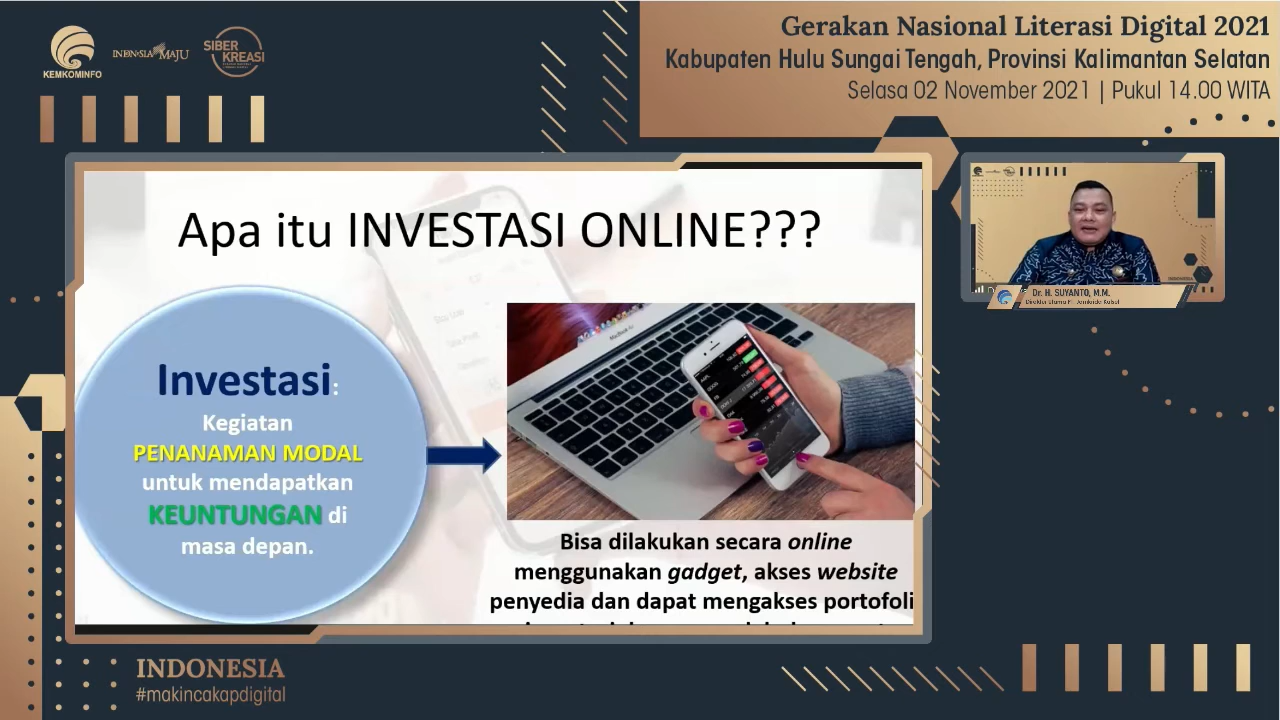 Gerakan Nasional Literasi Digital 2021
Kabupaten Hulu Sungai Tengah, Provinsi Kalimantan Selatan
Selasa 02 November 2021 | Pukul 14.00 WITA
KEMKOMINFO
INDONESIA MAJU
SIBER
KREASI
Apa itu INVESTASI ONLINE???
Investasi:
Kegiatan
PENANAMAN MODAL
untuk mendapatkan
KEUNTUNGAN di
masa depan.
MacBook Air
Bisa dilakukan secara online
menggunakan gadget, akses website
penyedia dan dapat mengakses portofoli
Dr. H. SUYANTO, M.M.
INDONESIA
#makincakapdigital